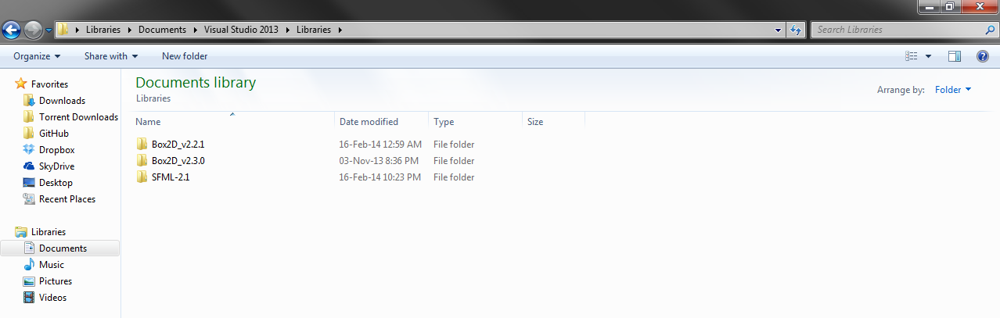 Libraries Documents Visual Studio 2013 Libraries Search Libraries
Organize Share with New folder
Favorites
Downloads
Torrent Downloads
GitHub
Dropbox
SkyDrive
Desktop
Recent Places
Libraries
Documents
Music
Pictures
Videos
Documents library
Libraries
Arrange by: Folder
Name Date modified Type Size
Box2D_v2.2.1 16-Feb-14 12:59 AM File folder
Box2D_v2.3.0 03-Nov-13 8:36 PM File folder
SFML-2.1 16-Feb-14 10:23 PM File folder